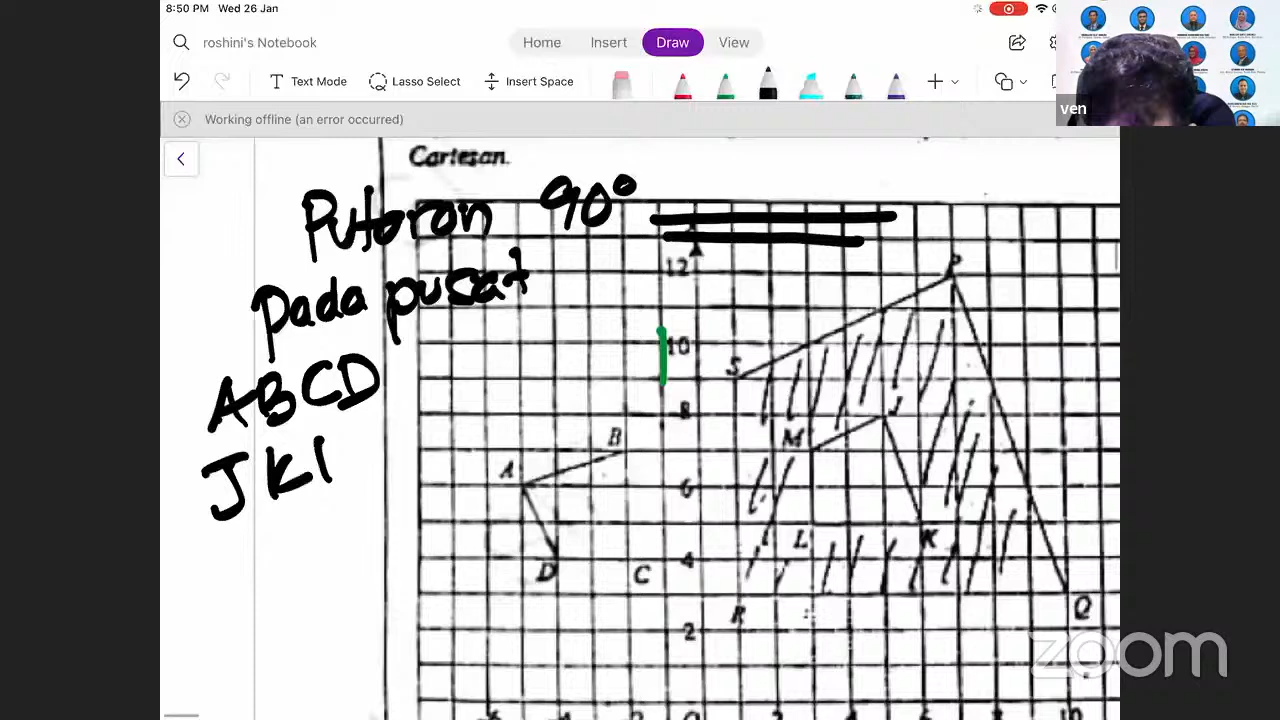 8:50 PM Wed 26 Jan
roshini's Notebook
Home Insert Draw View
Text Mode Lasso Select Insert Space
Working offline (an error occurred)
ven
Cartesan.
Putaran 90°
pada pusat
ABCD
JKL
12
P
10
S
8
J
M
B
A
6
L
K
D
C
4
R
Q
2
zoom